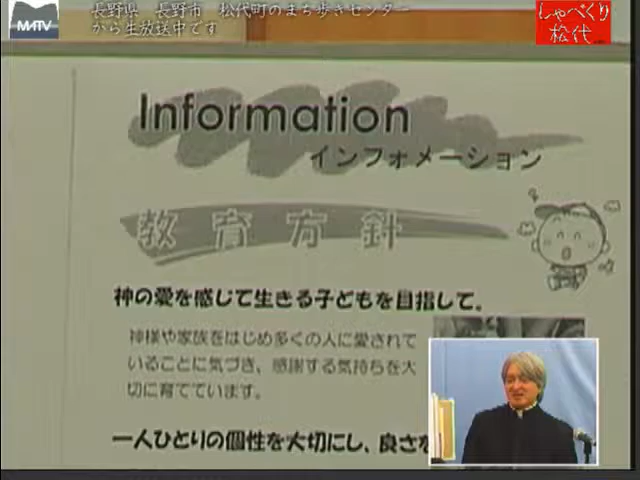 MATV
長野県 長野市 松代町のまち歩きセンター
から生放送中です
しゃべくり
松代
Information
インフォメーション
教育方針
神の愛を感じて生きる子どもを目指して。
神様や家族をはじめ多くの人に愛されて
いることに気づき、感謝する気持ちを大
切に育てています。
一人ひとりの個性を大切にし、良さを